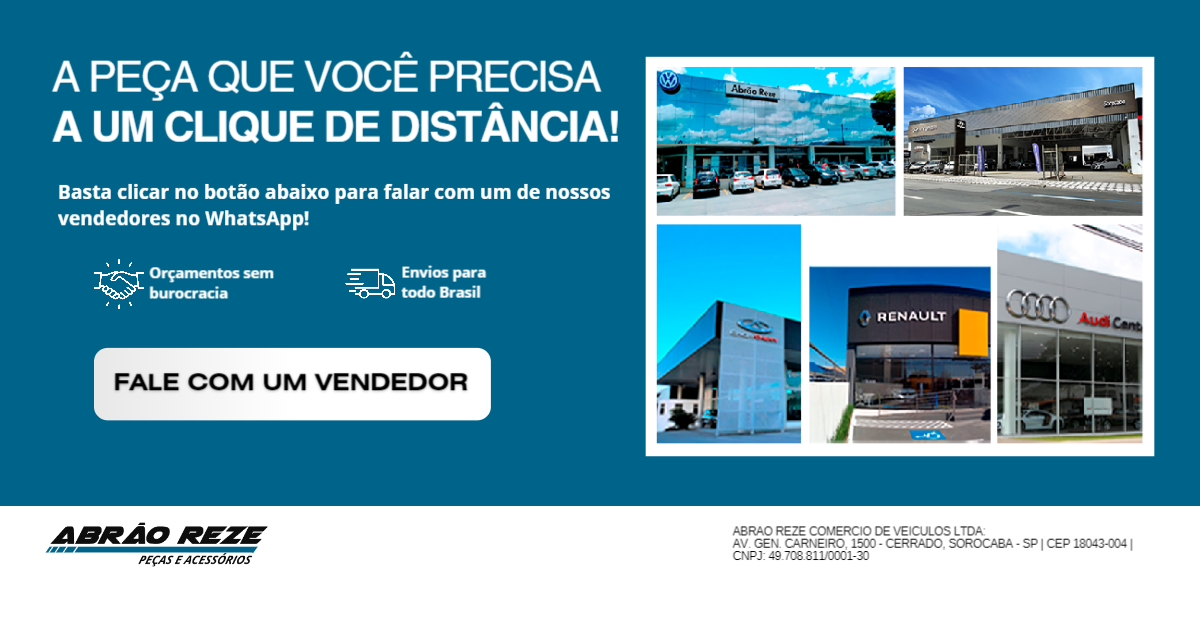 A PEÇA QUE VOCÊ PRECISA
A UM CLIQUE DE DISTÂNCIA!
Basta clicar no botão abaixo para falar com um de nossos
vendedores no WhatsApp!
Orçamentos sem
burocracia
Envios para
todo Brasil
FALE COM UM VENDEDOR
Abrão Reze
Sorocaba
RENAULT
Audi Cente
ABRÃO REZE
PEÇAS E ACESSÓRIOS
ABRAO REZE COMERCIO DE VEICULOS LTDA:
AV. GEN. CARNEIRO, 1500 - CERRADO, SOROCABA - SP | CEP 18043-004 |
CNPJ: 49.708.811/0001-30